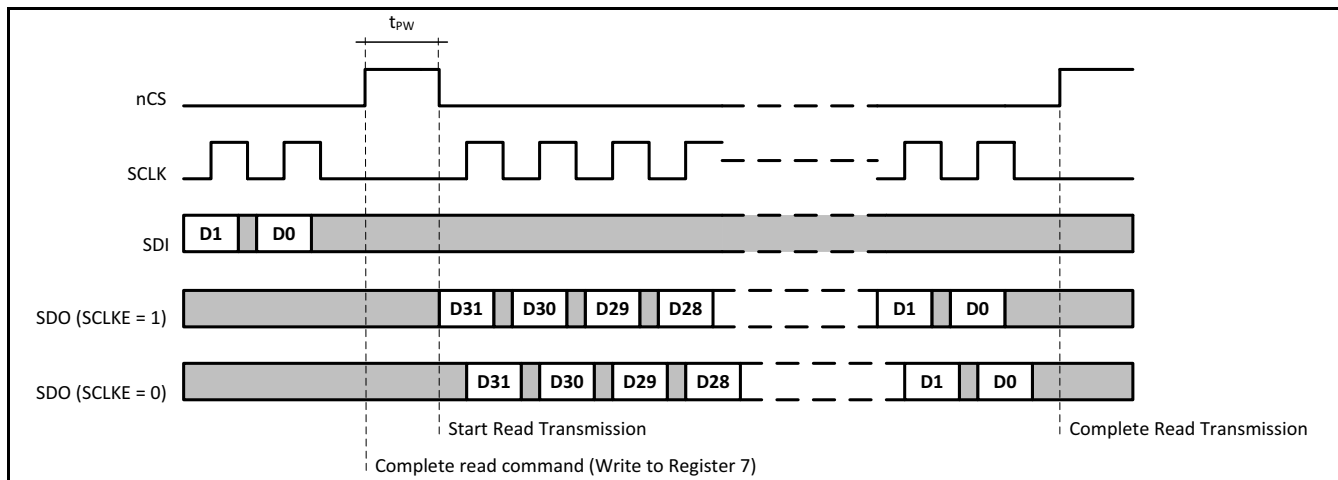 tPW
nCS
SCLK
SDI D1 D0
SDO (SCLKE = 1) D31 D30 D29 D28 D1 D0
SDO (SCLKE = 0) D31 D30 D29 D28 D1 D0
Start Read Transmission Complete Read Transmission
Complete read command (Write to Register 7)